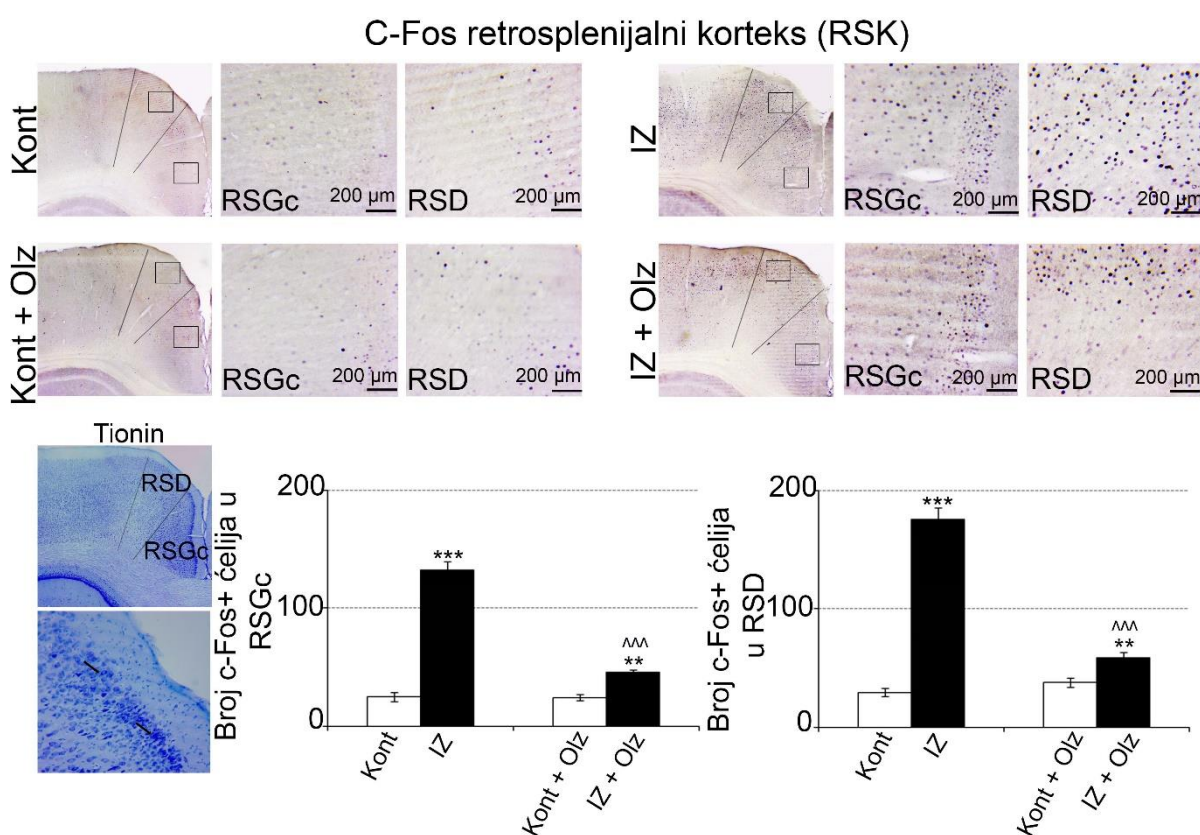 C-Fos retrosplenijalni korteks (RSK)
Kont
RSGc
200 µm
RSD
200 µm
IZ
RSGc
200 µm
RSD
200 µm
Kont + Olz
RSGc
200 µm
RSD
200 µm
IZ + Olz
RSGc
200 µm
RSD
200 µm
Tionin
RSD
RSGc
Broj c-Fos+ ćelija u
RSGc
200
100
0
***
^^^
**
Kont
IZ
Kont + Olz
IZ + Olz
Broj c-Fos+ ćelija
u RSD
200
100
0
***
^^^
**
Kont
IZ
Kont + Olz
IZ + Olz